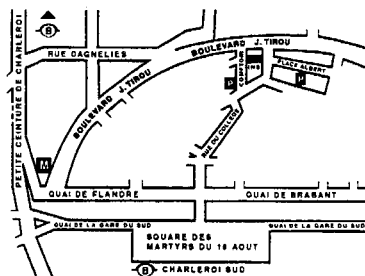 B
RUE DAGNELIES
BOULEVARD J. TIROU
COMPTOIR
PLACE ALBERT
P
PETITE CEINTURE DE CHARLEROI
BOULEVARD J. TIROU
RUE DU COLLEGE
M
QUAI DE FLANDRE
QUAI DE BRABANT
QUAI DE LA GARE DU SUD
QUAI DE LA GARE DU SUD
SQUARE DES
MARTYRS DU 18 AOUT
B CHARLEROI SUD